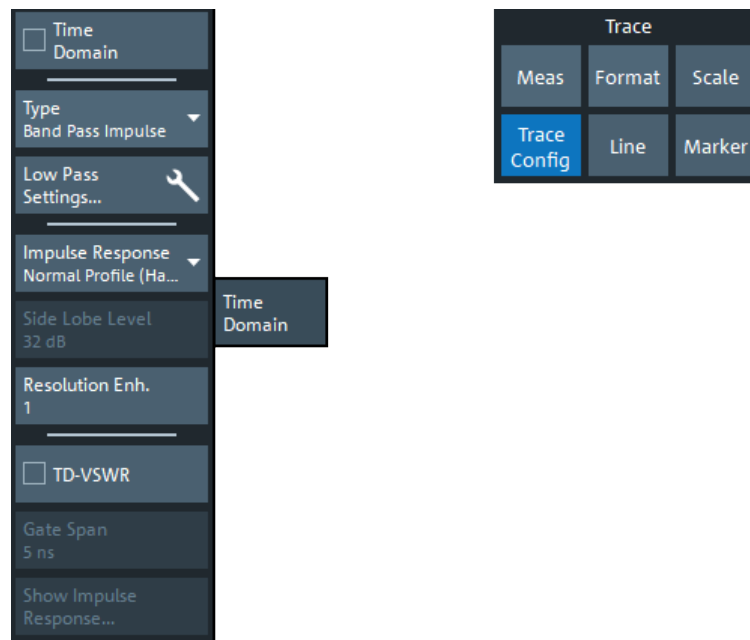 Time
Domain
Type
Band Pass Impulse
Low Pass
Settings...
Impulse Response
Normal Profile (Ha...
Side Lobe Level
32 dB
Resolution Enh.
1
TD-VSWR
Gate Span
5 ns
Show Impulse
Response...
Time
Domain
Trace
Meas
Format
Scale
Trace
Config
Line
Marker